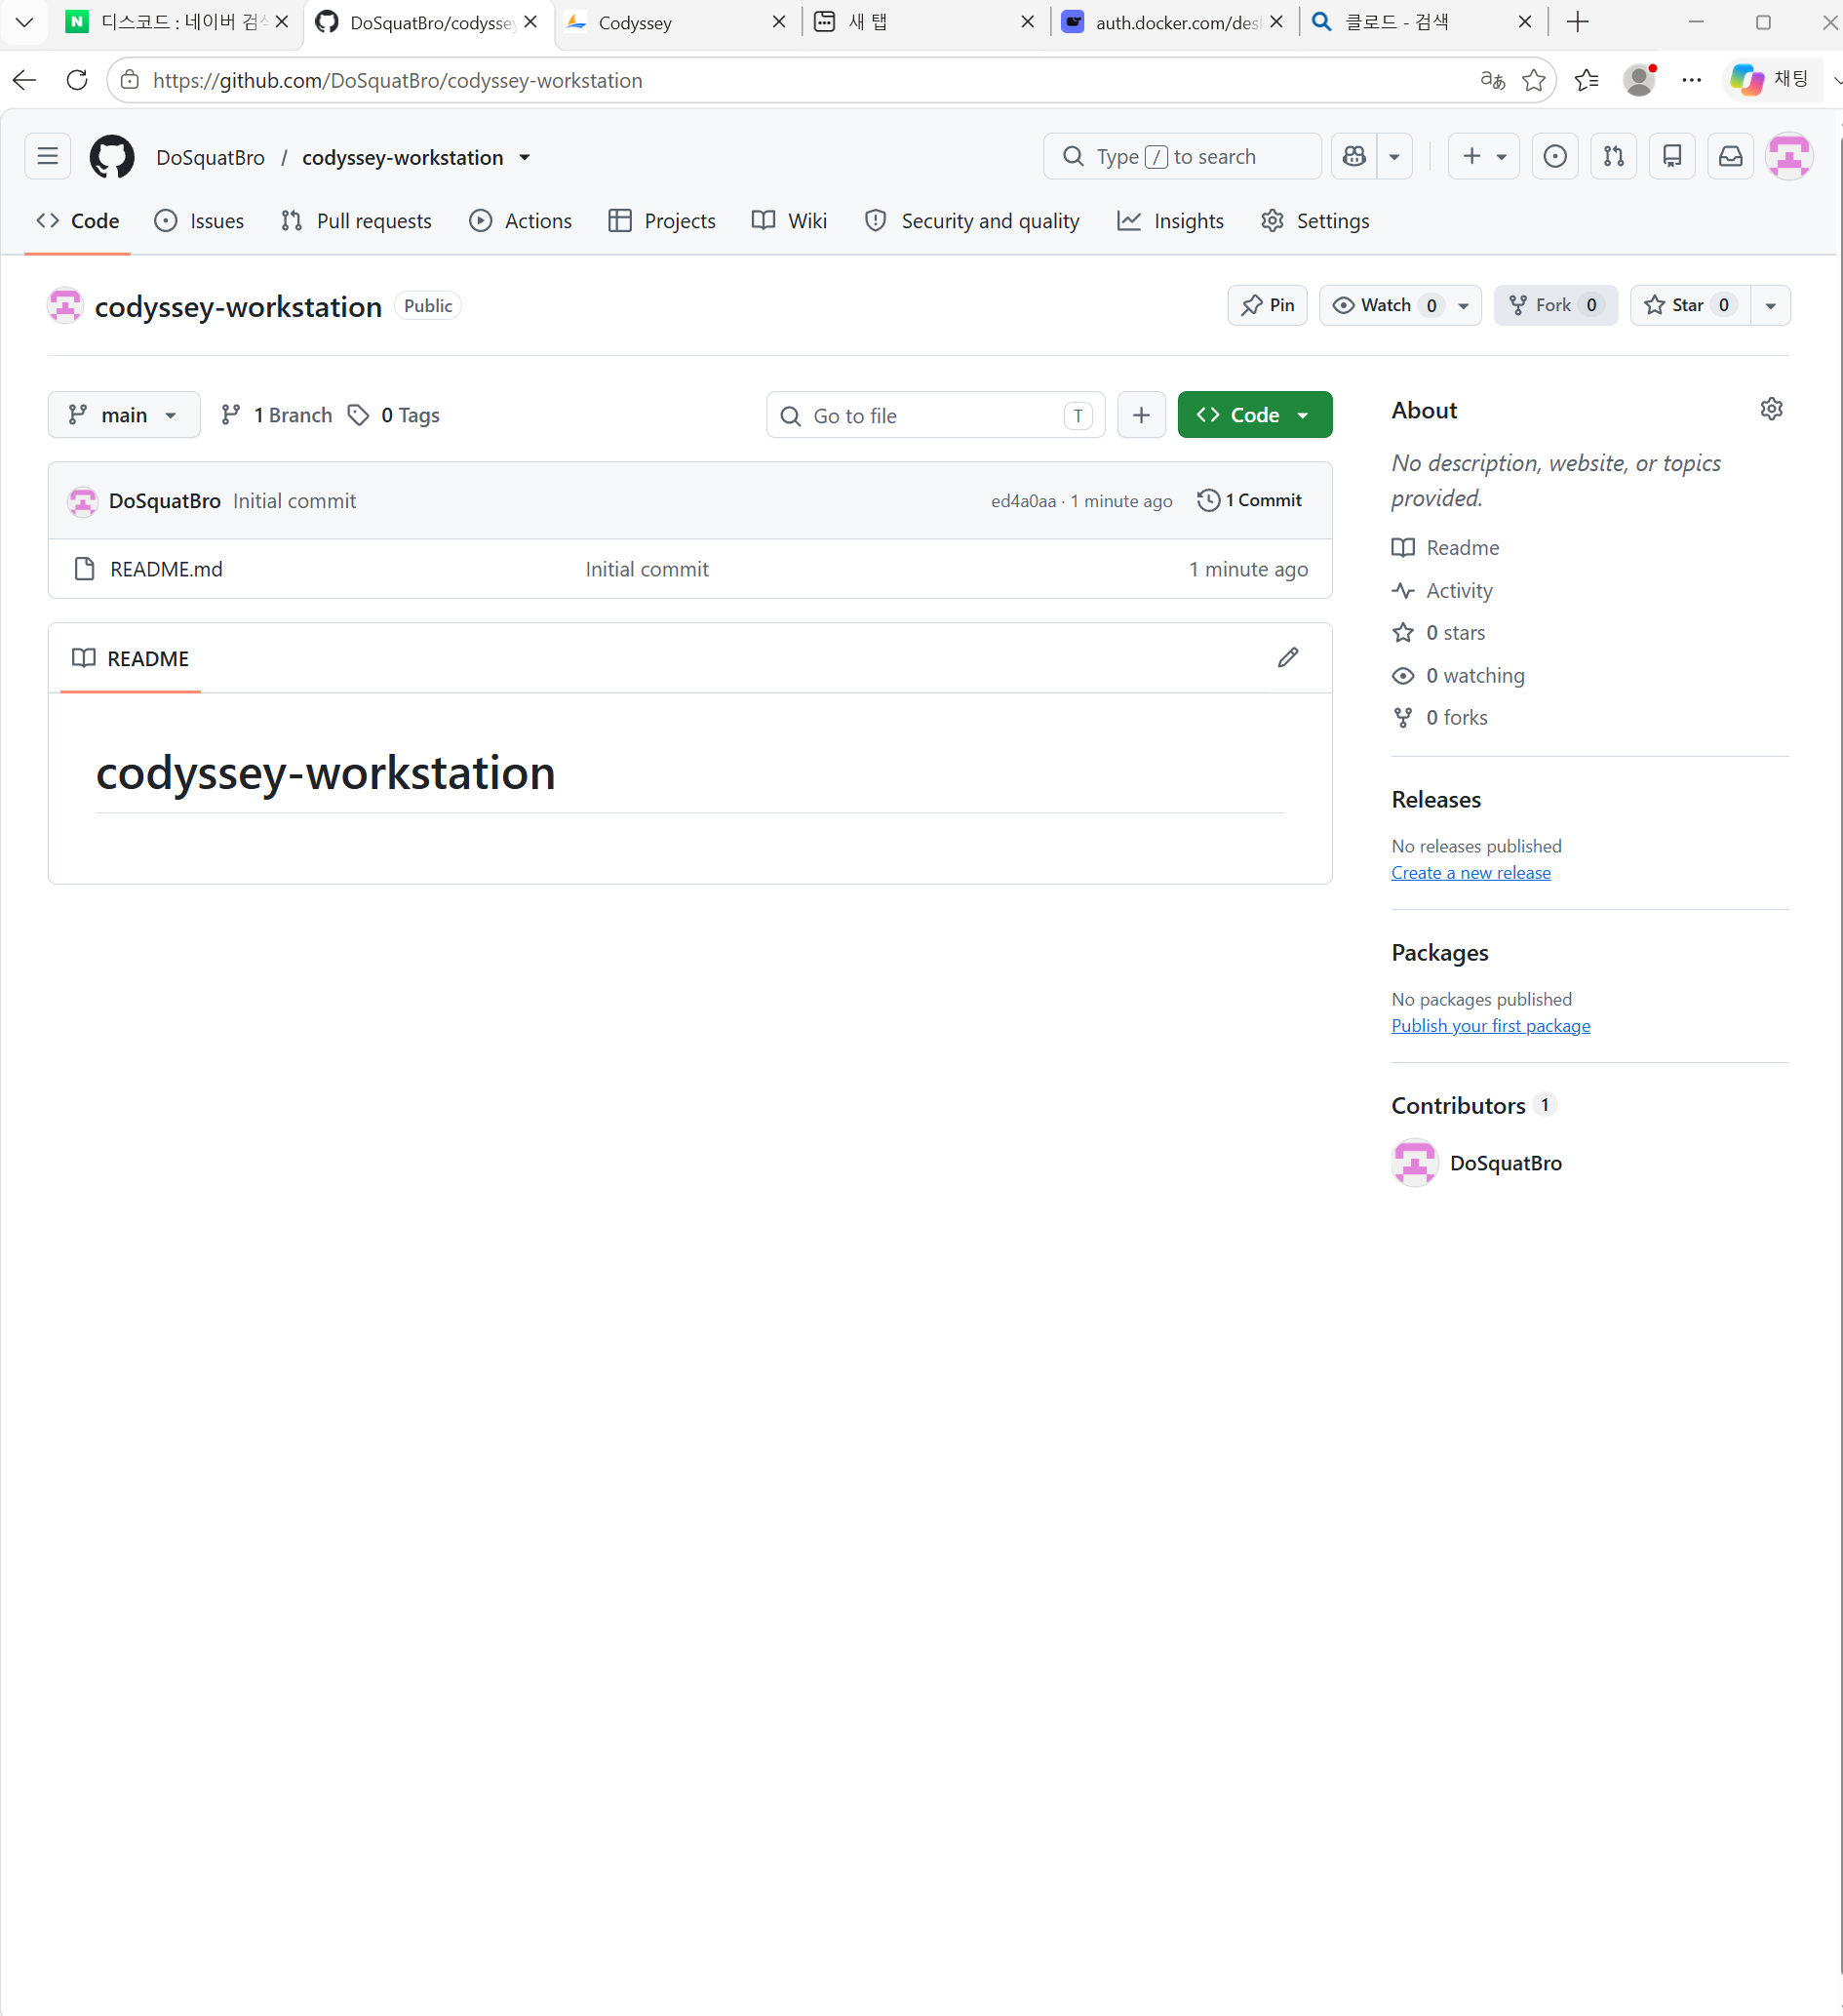 디스코드 : 네이버 검색
DoSquatBro/codyssey
Codyssey
새 탭
auth.docker.com/des
클로드 - 검색
https://github.com/DoSquatBro/codyssey-workstation
채팅
DoSquatBro / codyssey-workstation
Type / to search
Code
Issues
Pull requests
Actions
Projects
Wiki
Security and quality
Insights
Settings
codyssey-workstation Public
Pin
Watch 0
Fork 0
Star 0
main
1 Branch
0 Tags
Go to file T
Code
DoSquatBro Initial commit
ed4a0aa · 1 minute ago
1 Commit
README.md
Initial commit
1 minute ago
README
codyssey-workstation
About
No description, website, or topics
provided.
Readme
Activity
0 stars
0 watching
0 forks
Releases
No releases published
Create a new release
Packages
No packages published
Publish your first package
Contributors 1
DoSquatBro